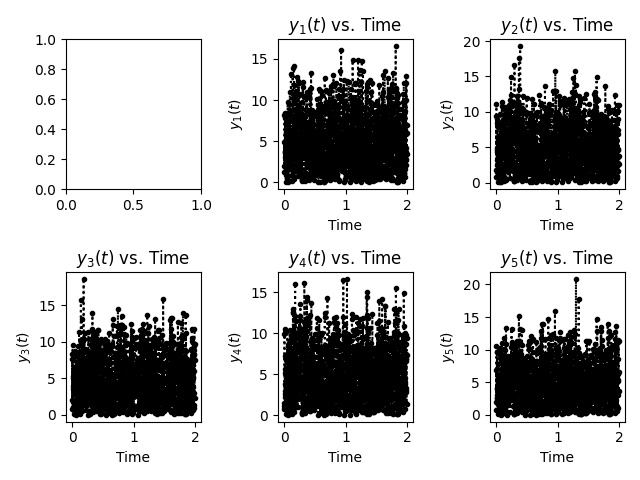 y₁(t) vs. Time
y₂(t) vs. Time
1.0
0.8
0.6
0.4
0.2
0.0
0.0 0.5 1.0
y₁(t)
15
10
5
0
0 1 2
Time
y₂(t)
20
15
10
5
0
0 1 2
Time
y₃(t) vs. Time
y₄(t) vs. Time
y₅(t) vs. Time
y₃(t)
15
10
5
0
0 1 2
Time
y₄(t)
15
10
5
0
0 1 2
Time
y₅(t)
20
15
10
5
0
0 1 2
Time